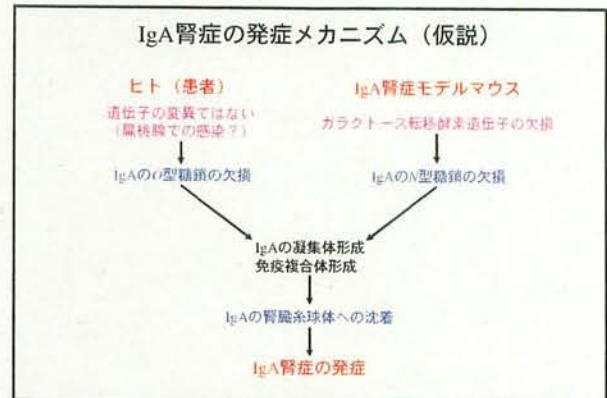 IgA腎症の発症メカニズム（仮説）
ヒト（患者）
遺伝子の変異ではない
（扁桃腺での感染？）
IgAのO型糖鎖の欠損
IgA腎症モデルマウス
ガラクトース転移酵素遺伝子の欠損
IgAのN型糖鎖の欠損
IgAの凝集体形成
免疫複合体形成
IgAの腎臓糸球体への沈着
IgA腎症の発症